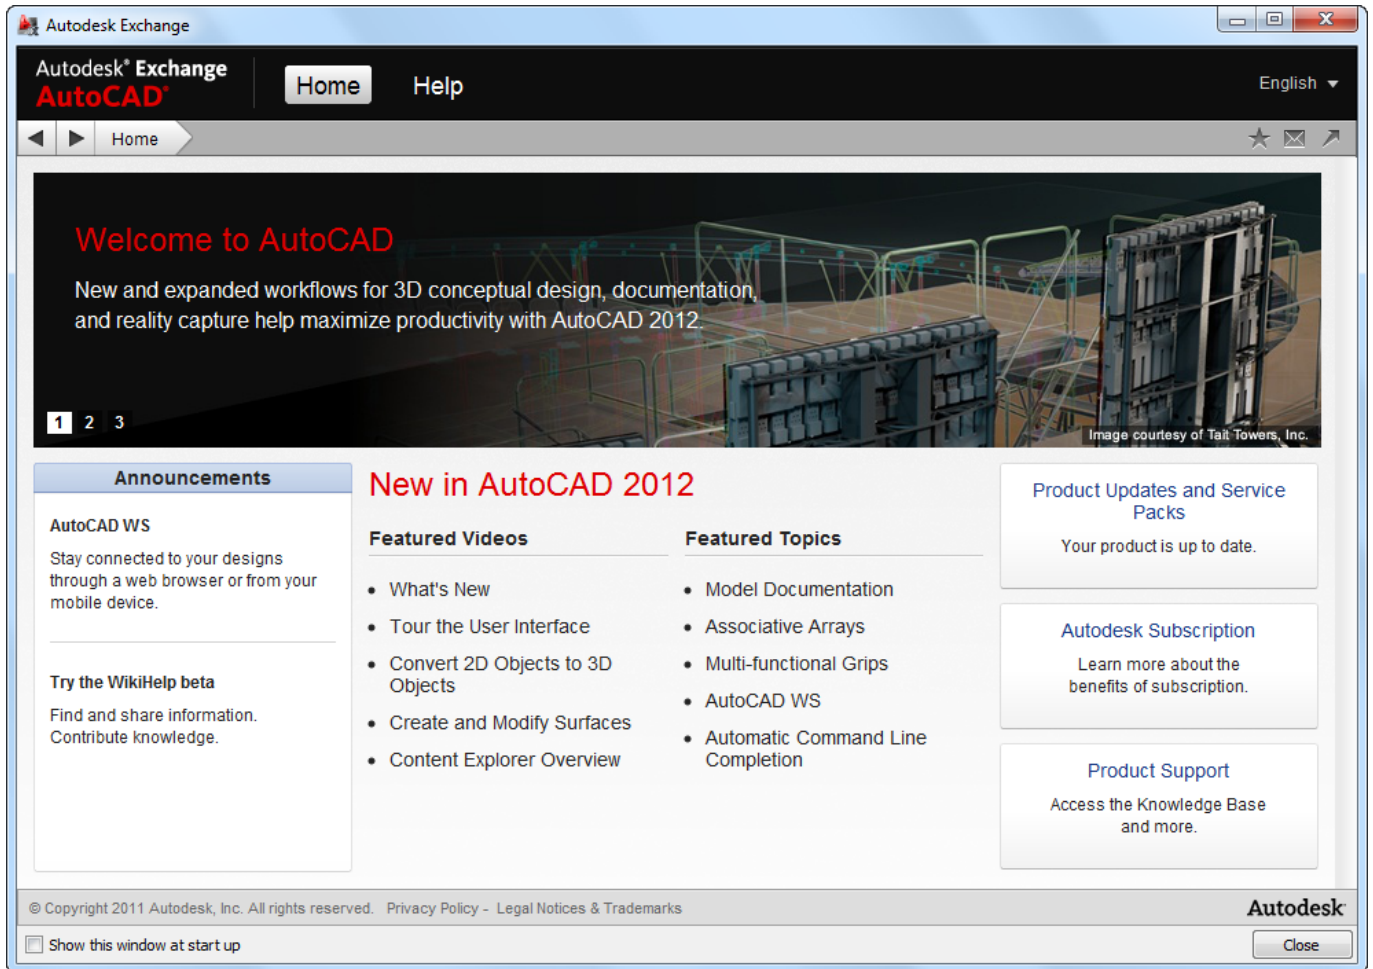 Autodesk Exchange
Autodesk® Exchange
AutoCAD®
Home
Help
English
Home
Welcome to AutoCAD
New and expanded workflows for 3D conceptual design, documentation,
and reality capture help maximize productivity with AutoCAD 2012.
1 2 3
Image courtesy of Tait Towers, Inc.
Announcements
AutoCAD WS
Stay connected to your designs
through a web browser or from your
mobile device.
Try the WikiHelp beta
Find and share information.
Contribute knowledge.
New in AutoCAD 2012
Featured Videos
• What's New
• Tour the User Interface
• Convert 2D Objects to 3D
Objects
• Create and Modify Surfaces
• Content Explorer Overview
Featured Topics
• Model Documentation
• Associative Arrays
• Multi-functional Grips
• AutoCAD WS
• Automatic Command Line
Completion
Product Updates and Service
Packs
Your product is up to date.
Autodesk Subscription
Learn more about the
benefits of subscription.
Product Support
Access the Knowledge Base
and more.
© Copyright 2011 Autodesk, Inc. All rights reserved. Privacy Policy - Legal Notices & Trademarks
Autodesk
Show this window at start up
Close